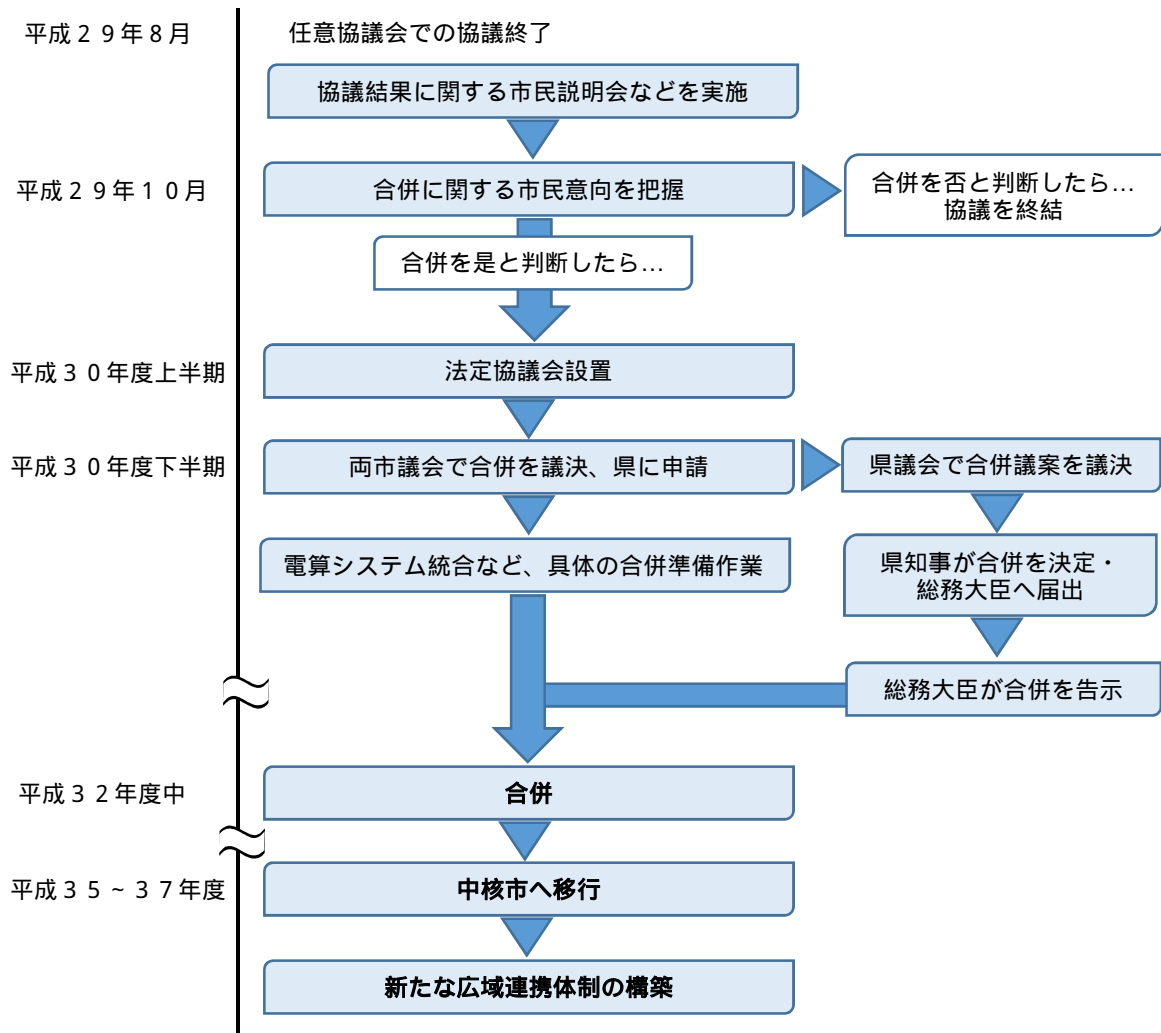 平成２９年８月
任意協議会での協議終了
協議結果に関する市民説明会などを実施
平成２９年１０月
合併に関する市民意向を把握
合併を否と判断したら…
協議を終結
合併を是と判断したら…
平成３０年度上半期
法定協議会設置
平成３０年度下半期
両市議会で合併を議決、県に申請
県議会で合併議案を議決
電算システム統合など、具体の合併準備作業
県知事が合併を決定・
総務大臣へ届出
総務大臣が合併を告示
平成３２年度中
合併
平成３５~３７年度
中核市へ移行
新たな広域連携体制の構築